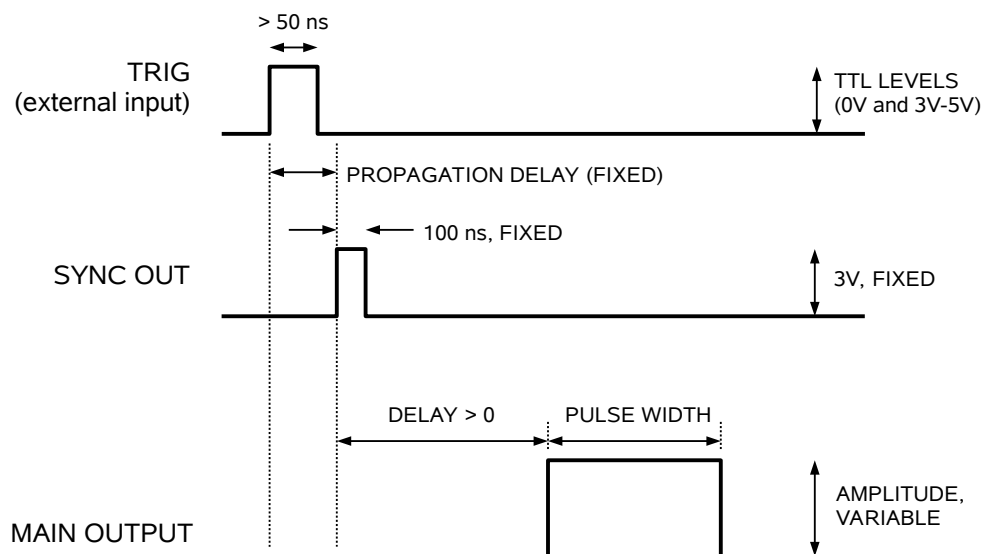 > 50 ns
TRIG
(external input)
TTL LEVELS
(0V and 3V-5V)
PROPAGATION DELAY (FIXED)
100 ns, FIXED
SYNC OUT
3V, FIXED
DELAY > 0
PULSE WIDTH
AMPLITUDE,
VARIABLE
MAIN OUTPUT